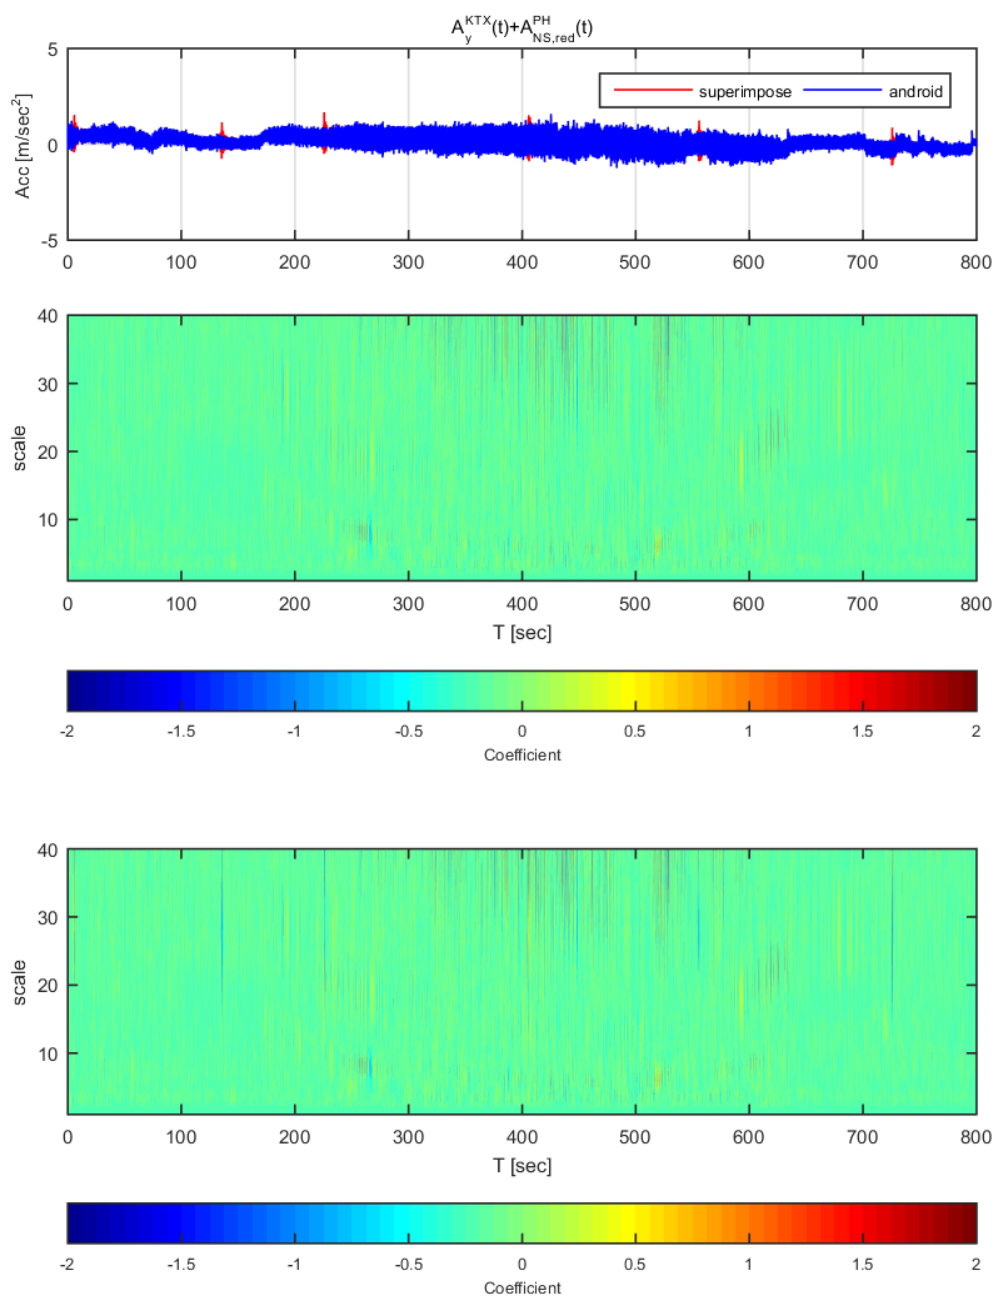 A_y^KTX(t)+A_NS,red^PH(t)
5
0
-5
Acc [m/sec²]
superimpose android
0 100 200 300 400 500 600 700 800
40
30
20
10
scale
0 100 200 300 400 500 600 700 800
T [sec]
-2 -1.5 -1 -0.5 0 0.5 1 1.5 2
Coefficient
40
30
20
10
scale
0 100 200 300 400 500 600 700 800
T [sec]
-2 -1.5 -1 -0.5 0 0.5 1 1.5 2
Coefficient